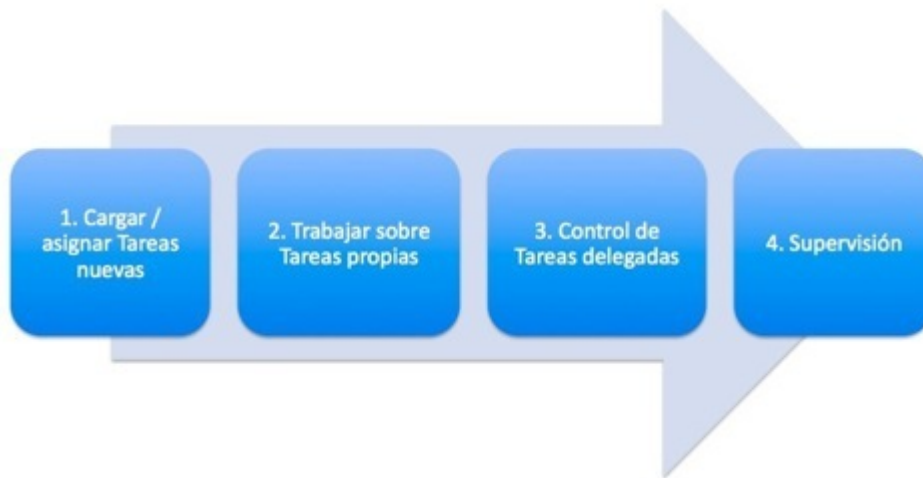 1. Cargar /
asignar Tareas
nuevas
2. Trabajar sobre
Tareas propias
3. Control de
Tareas delegadas
4. Supervisión